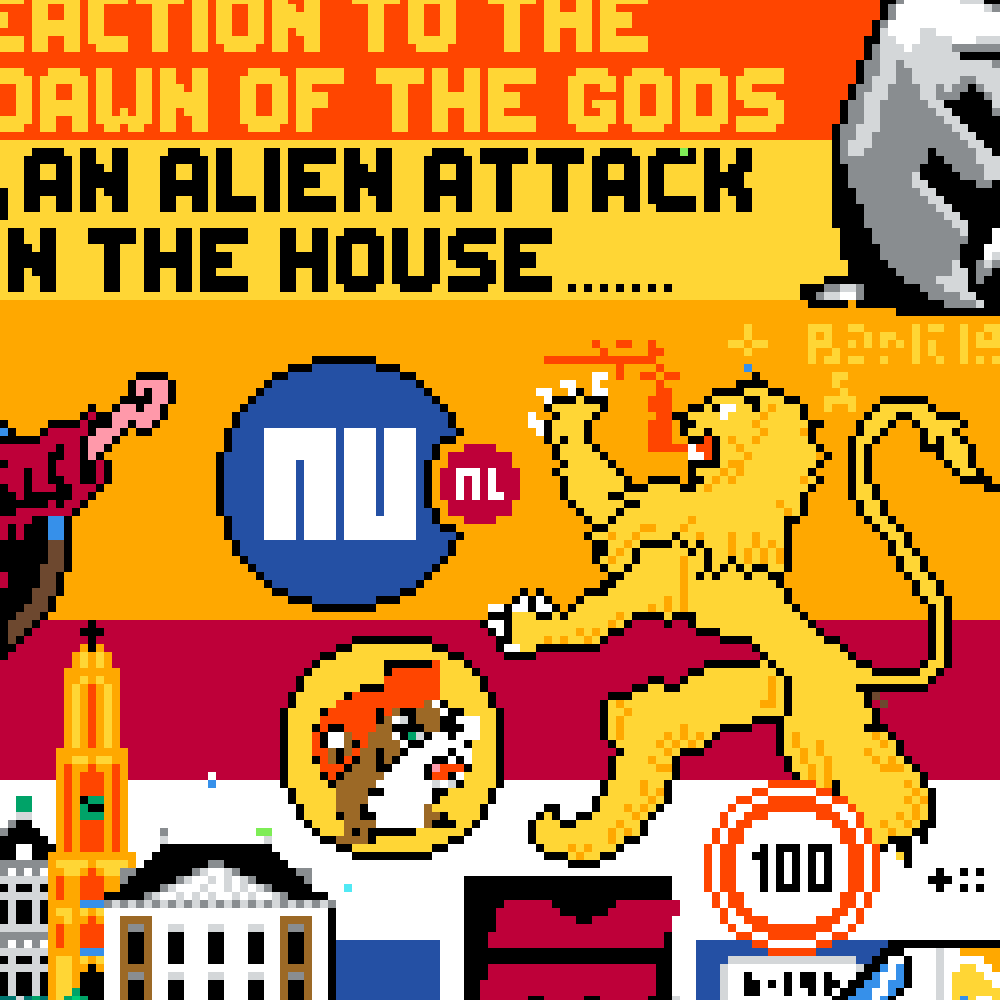 EACTION TO THE
DAWN OF THE GODS
,AN ALIEN ATTACK
N THE HOUSE.......
NU
NL
100